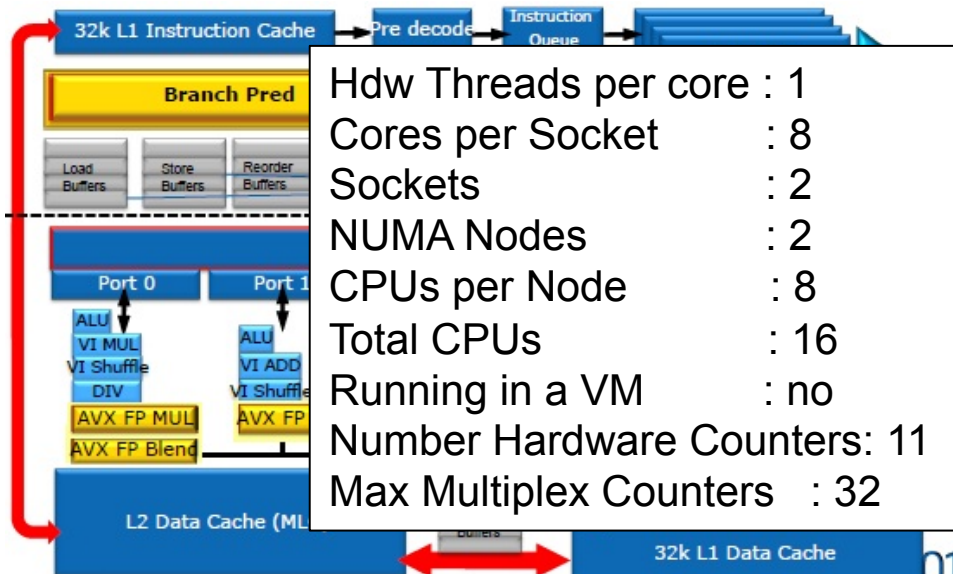 32k L1 Instruction Cache
Pre decode
Instruction
Queue
Branch Pred
Load
Buffers
Store
Buffers
Reorder
Buffers
Port 0
Port 1
ALU
VI MUL
VI Shuffle
DIV
AVX FP MUL
AVX FP Blend
ALU
VI ADD
VI Shuffle
AVX FP
Hdw Threads per core : 1
Cores per Socket : 8
Sockets : 2
NUMA Nodes : 2
CPUs per Node : 8
Total CPUs : 16
Running in a VM : no
Number Hardware Counters: 11
Max Multiplex Counters : 32
L2 Data Cache (ML
Buffers
32k L1 Data Cache